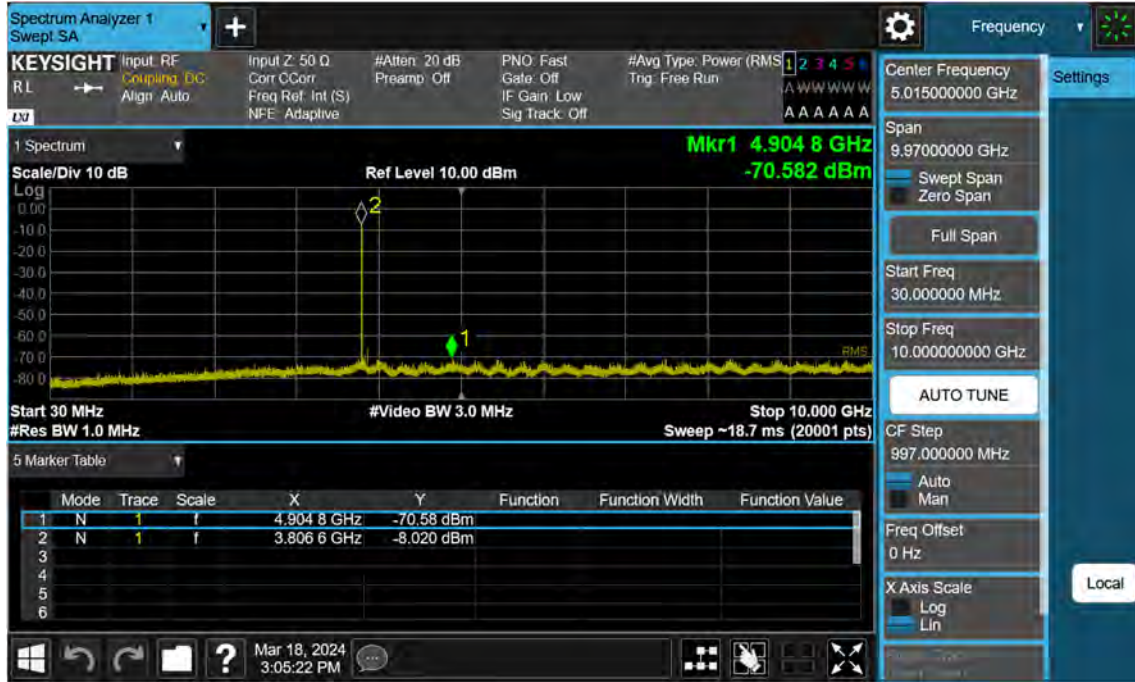 Spectrum Analyzer 1
Swept SA
+
Frequency
KEYSIGHT
RL
LXI
Input: RF
Coupling: DC
Align: Auto
Input Z: 50 Ω
Corr CCorr
Freq Ref: Int (S)
NFE: Adaptive
#Atten: 20 dB
Preamp: Off
PNO: Fast
Gate: Off
IF Gain: Low
Sig Track: Off
#Avg Type: Power (RMS
Trig: Free Run
1 2 3 4 5 6
A W W W W W
A A A A A A
Center Frequency
5.015000000 GHz
Settings
1 Spectrum
Mkr1 4.904 8 GHz
Scale/Div 10 dB
Ref Level 10.00 dBm
-70.582 dBm
Log
0.00
-10.0
-20.0
-30.0
-40.0
-50.0
-60.0
-70.0
-80.0
2
1
RMS
Start 30 MHz
#Video BW 3.0 MHz
Stop 10.000 GHz
#Res BW 1.0 MHz
Sweep ~18.7 ms (20001 pts)
Span
9.97000000 GHz
Swept Span
Zero Span
Full Span
Start Freq
30.000000 MHz
Stop Freq
10.000000000 GHz
AUTO TUNE
CF Step
997.000000 MHz
Auto
Man
Freq Offset
0 Hz
X Axis Scale
Log
Lin
Local
5 Marker Table
Mode Trace Scale X Y Function Function Width Function Value
1 N 1 f 4.904 8 GHz -70.58 dBm
2 N 1 f 3.806 6 GHz -8.020 dBm
3
4
5
6
?
Mar 18, 2024
3:05:22 PM